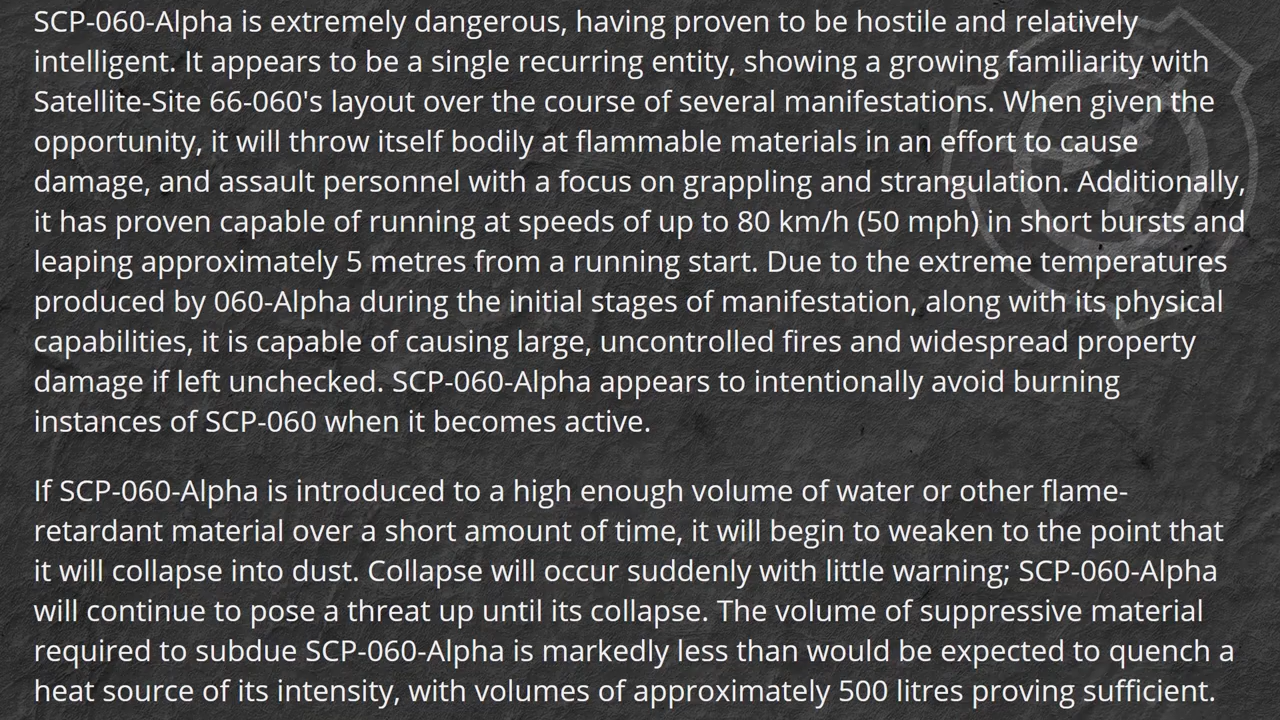 SCP-060-Alpha is extremely dangerous, having proven to be hostile and relatively
intelligent. It appears to be a single recurring entity, showing a growing familiarity with
Satellite-Site 66-060's layout over the course of several manifestations. When given the
opportunity, it will throw itself bodily at flammable materials in an effort to cause
damage, and assault personnel with a focus on grappling and strangulation. Additionally,
it has proven capable of running at speeds of up to 80 km/h (50 mph) in short bursts and
leaping approximately 5 metres from a running start. Due to the extreme temperatures
produced by 060-Alpha during the initial stages of manifestation, along with its physical
capabilities, it is capable of causing large, uncontrolled fires and widespread property
damage if left unchecked. SCP-060-Alpha appears to intentionally avoid burning
instances of SCP-060 when it becomes active.
If SCP-060-Alpha is introduced to a high enough volume of water or other flame-
retardant material over a short amount of time, it will begin to weaken to the point that
it will collapse into dust. Collapse will occur suddenly with little warning; SCP-060-Alpha
will continue to pose a threat up until its collapse. The volume of suppressive material
required to subdue SCP-060-Alpha is markedly less than would be expected to quench a
heat source of its intensity, with volumes of approximately 500 litres proving sufficient.